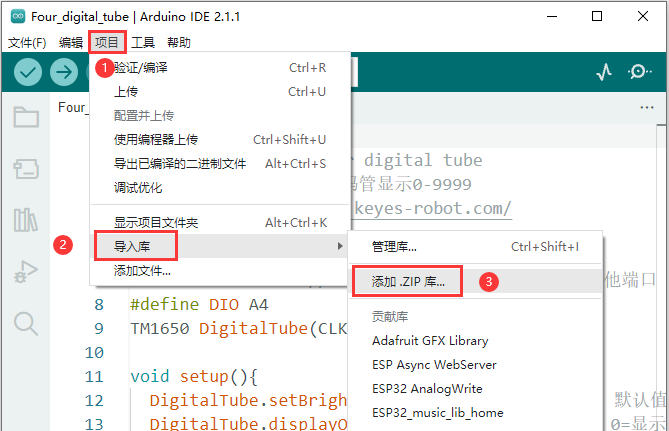 Four_digital_tube | Arduino IDE 2.1.1
文件(F) 编辑 项目 工具 帮助
1
验证/编译 Ctrl+R
上传 Ctrl+U
Four_
配置并上传
使用编程器上传 Ctrl+Shift+U
导出已编译的二进制文件 Alt+Ctrl+S
digital tube
调试优化
管显示0-9999
keyes-robot.com/
显示项目文件夹 Alt+Ctrl+K
2
导入库
管理库... Ctrl+Shift+I
添加文件...
添加 .ZIP 库...
3
他端口
8 #define DIO A4
贡献库
9 TM1650 DigitalTube(CLK
Adafruit GFX Library
10
ESP Async WebServer
11 void setup(){
ESP32 AnalogWrite
12 DigitalTube.setBrigh
默认值
ESP32_music_lib_home
13 DigitalTube.displayO
0=显示